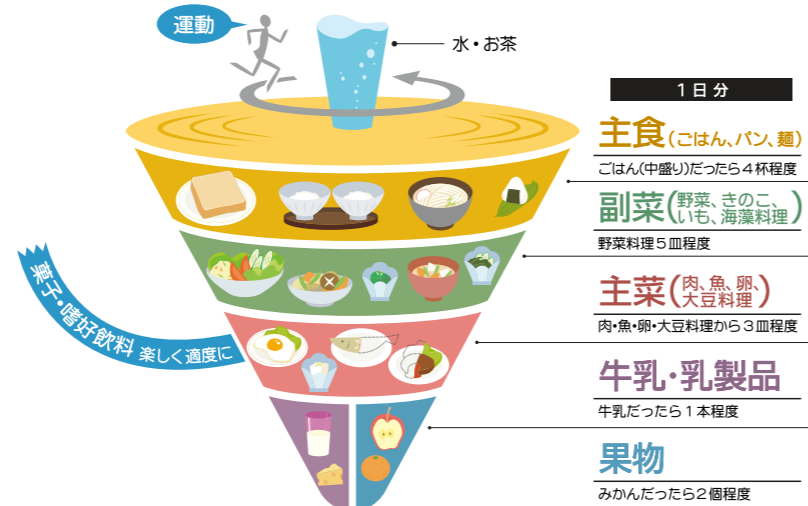 運動
水・お茶
1日分
主食(ごはん、パン、麺)
ごはん(中盛り)だったら4杯程度
副菜(野菜、きのこ、
いも、海藻料理)
野菜料理5皿程度
主菜(肉、魚、卵、
大豆料理)
肉・魚・卵・大豆料理から3皿程度
牛乳・乳製品
牛乳だったら1本程度
果物
みかんだったら2個程度
菓子・嗜好飲料 楽しく適度に